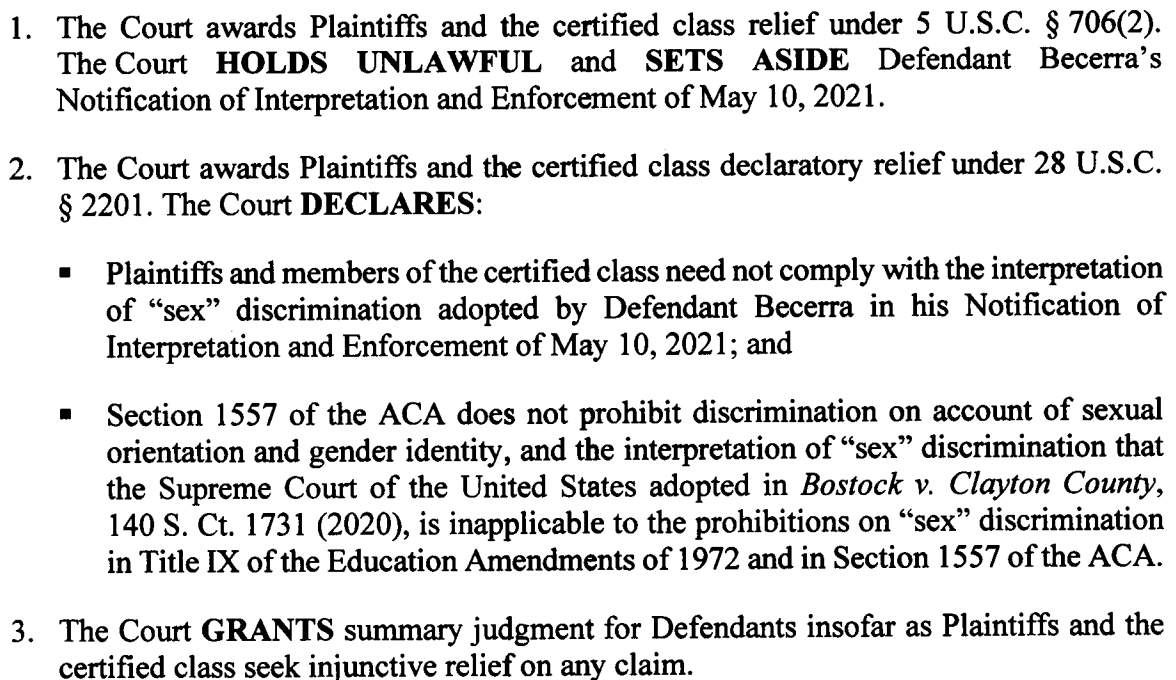 1. The Court awards Plaintiffs and the certified class relief under 5 U.S.C. § 706(2).
The Court HOLDS UNLAWFUL and SETS ASIDE Defendant Becerra's
Notification of Interpretation and Enforcement of May 10, 2021.
2. The Court awards Plaintiffs and the certified class declaratory relief under 28 U.S.C.
§ 2201. The Court DECLARES:
▪ Plaintiffs and members of the certified class need not comply with the interpretation
of “sex” discrimination adopted by Defendant Becerra in his Notification of
Interpretation and Enforcement of May 10, 2021; and
▪ Section 1557 of the ACA does not prohibit discrimination on account of sexual
orientation and gender identity, and the interpretation of “sex” discrimination that
the Supreme Court of the United States adopted in Bostock v. Clayton County,
140 S. Ct. 1731 (2020), is inapplicable to the prohibitions on “sex” discrimination
in Title IX of the Education Amendments of 1972 and in Section 1557 of the ACA.
3. The Court GRANTS summary judgment for Defendants insofar as Plaintiffs and the
certified class seek injunctive relief on any claim.